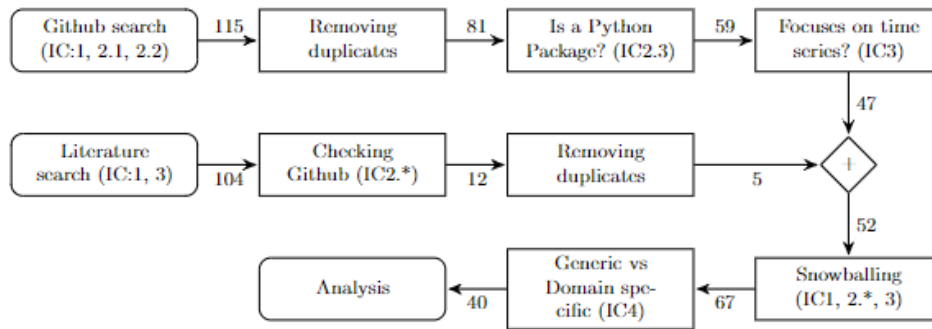 Github search
(IC:1, 2.1, 2.2)
115
Removing
duplicates
81
Is a Python
Package? (IC2.3)
59
Focuses on time
series? (IC3)
47
Literature
search (IC:1, 3)
104
Checking
Github (IC2.*)
12
Removing
duplicates
5
+
52
Snowballing
(IC1, 2.*, 3)
67
Generic vs
Domain spe-
cific (IC4)
40
Analysis